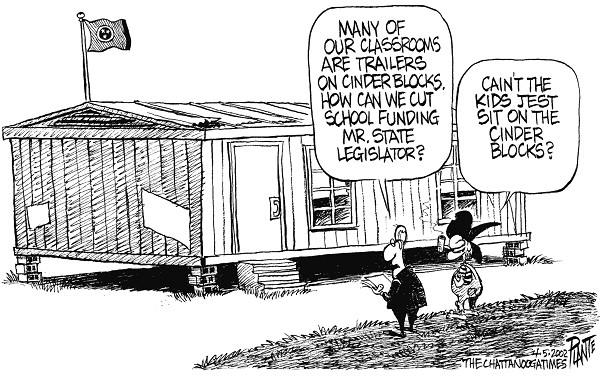 MANY OF
OUR CLASSROOMS
ARE TRAILERS
ON CINDER BLOCKS.
HOW CAN WE CUT
SCHOOL FUNDING
MR. STATE
LEGISLATOR?
CAIN'T THE
KIDS JEST
SIT ON THE
CINDER
BLOCKS?
4.5.2002
PLANTE
THE CHATTANOOGA TIMES